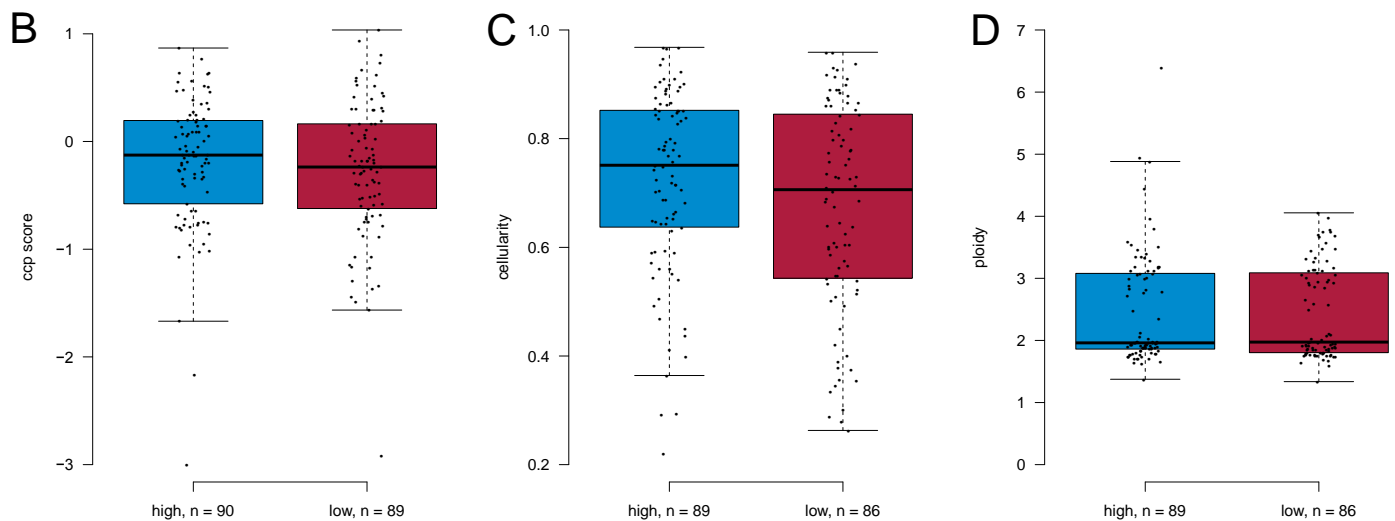 B
1
0
−1
−2
−3
ccp score
high, n = 90
low, n = 89
C
1.0
0.8
0.6
0.4
0.2
cellularity
high, n = 89
low, n = 86
D
7
6
5
4
3
2
1
0
ploidy
high, n = 89
low, n = 86